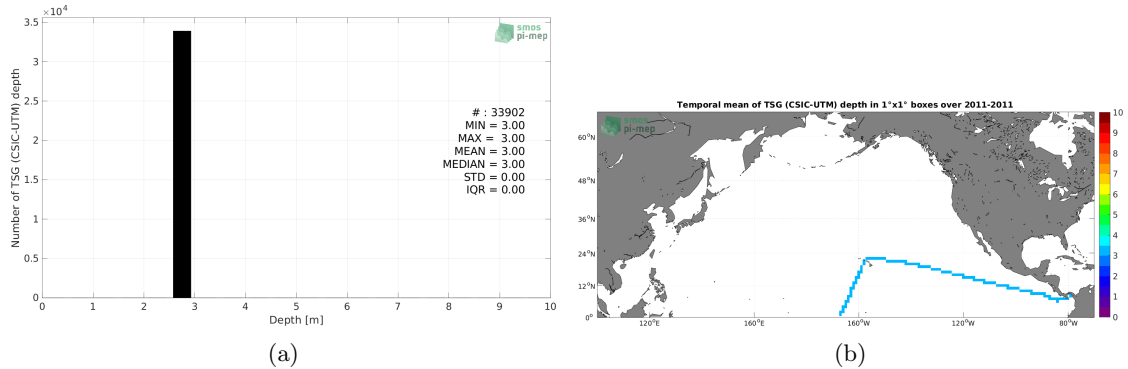 ×10⁴
3.5
3
2.5
2
1.5
1
0.5
0
Number of TSG (CSIC-UTM) depth
smos
pi-mep
# : 33902
MIN = 3.00
MAX = 3.00
MEAN = 3.00
MEDIAN = 3.00
STD = 0.00
IQR = 0.00
0 1 2 3 4 5 6 7 8 9 10
Depth [m]
(a)
Temporal mean of TSG (CSIC-UTM) depth in 1°x1° boxes over 2011-2011
smos
pi-mep
60°N
48°N
36°N
24°N
12°N
0°
120°E 160°E 160°W 120°W 80°W
10
9
8
7
6
5
4
3
2
1
0
(b)